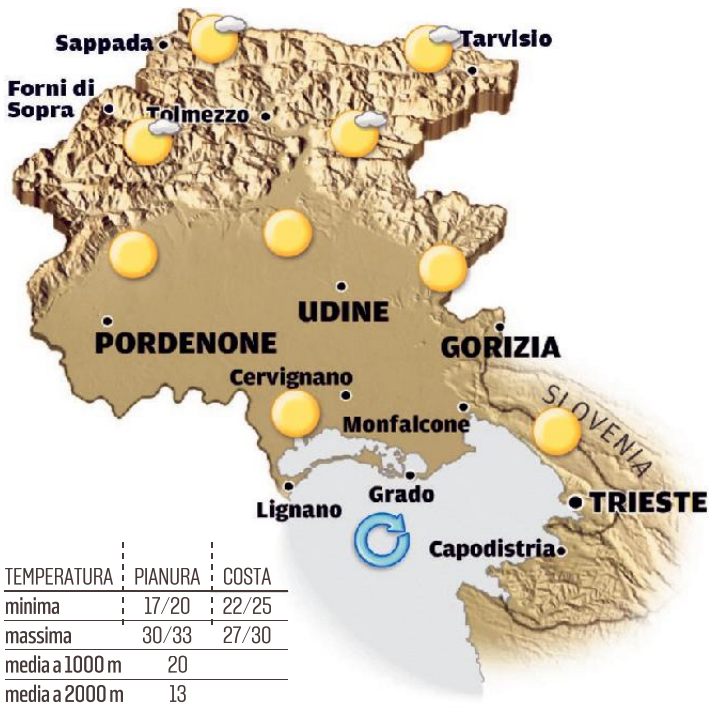 Sappada
Tarvisio
Forni di
Sopra
Tolmezzo
UDINE
PORDENONE
GORIZIA
Cervignano
SLOVENIA
Monfalcone
Lignano
Grado
TRIESTE
Capodistria
TEMPERATURA PIANURA COSTA
minima 17/20 22/25
massima 30/33 27/30
media a 1000 m 20
media a 2000 m 13